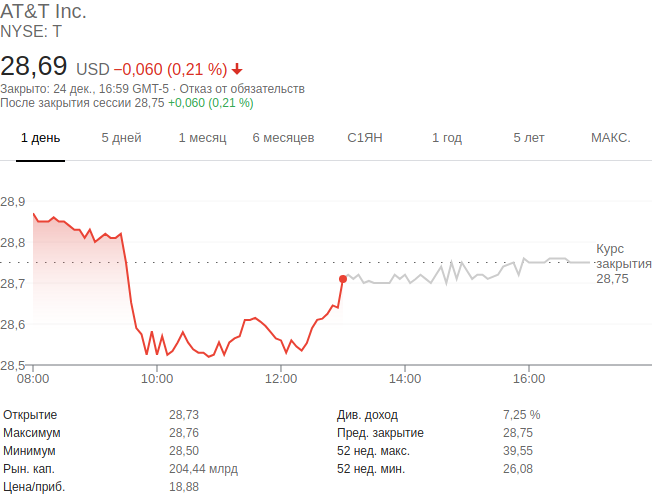 AT&T Inc.
NYSE: T
28,69 USD −0,060 (0,21 %)
Закрыто: 24 дек., 16:59 GMT-5 · Отказ от обязательств
После закрытия сессии 28,75 +0,060 (0,21 %)
1 день 5 дней 1 месяц 6 месяцев С1ЯН 1 год 5 лет МАКС.
28,9
28,8
28,7
28,6
28,5
Курс
закрытия
28,75
08:00 10:00 12:00 14:00 16:00
Открытие 28,73 Див. доход 7,25 %
Максимум 28,76 Пред. закрытие 28,75
Минимум 28,50 52 нед. макс. 39,55
Рын. кап. 204,44 млрд 52 нед. мин. 26,08
Цена/приб. 18,88